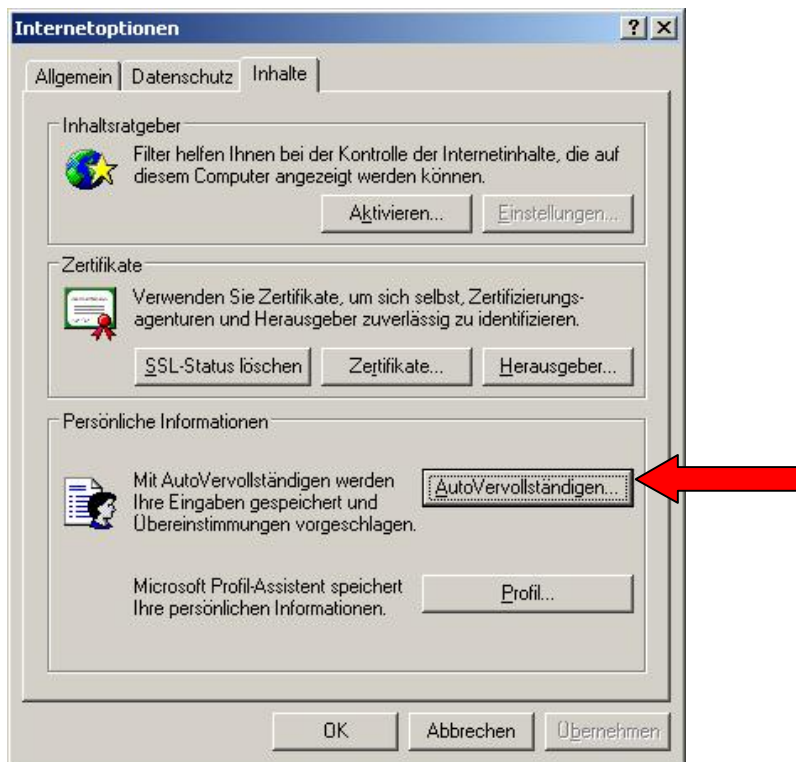 Internetoptionen
Allgemein Datenschutz Inhalte
Inhaltsratgeber
Filter helfen Ihnen bei der Kontrolle der Internetinhalte, die auf
diesem Computer angezeigt werden können.
Aktivieren... Einstellungen...
Zertifikate
Verwenden Sie Zertifikate, um sich selbst, Zertifizierungs-
agenturen und Herausgeber zuverlässig zu identifizieren.
SSL-Status löschen Zertifikate... Herausgeber...
Persönliche Informationen
Mit AutoVervollständigen werden
Ihre Eingaben gespeichert und
Übereinstimmungen vorgeschlagen.
AutoVervollständigen...
Microsoft Profil-Assistent speichert
Ihre persönlichen Informationen.
Profil...
OK Abbrechen Übernehmen